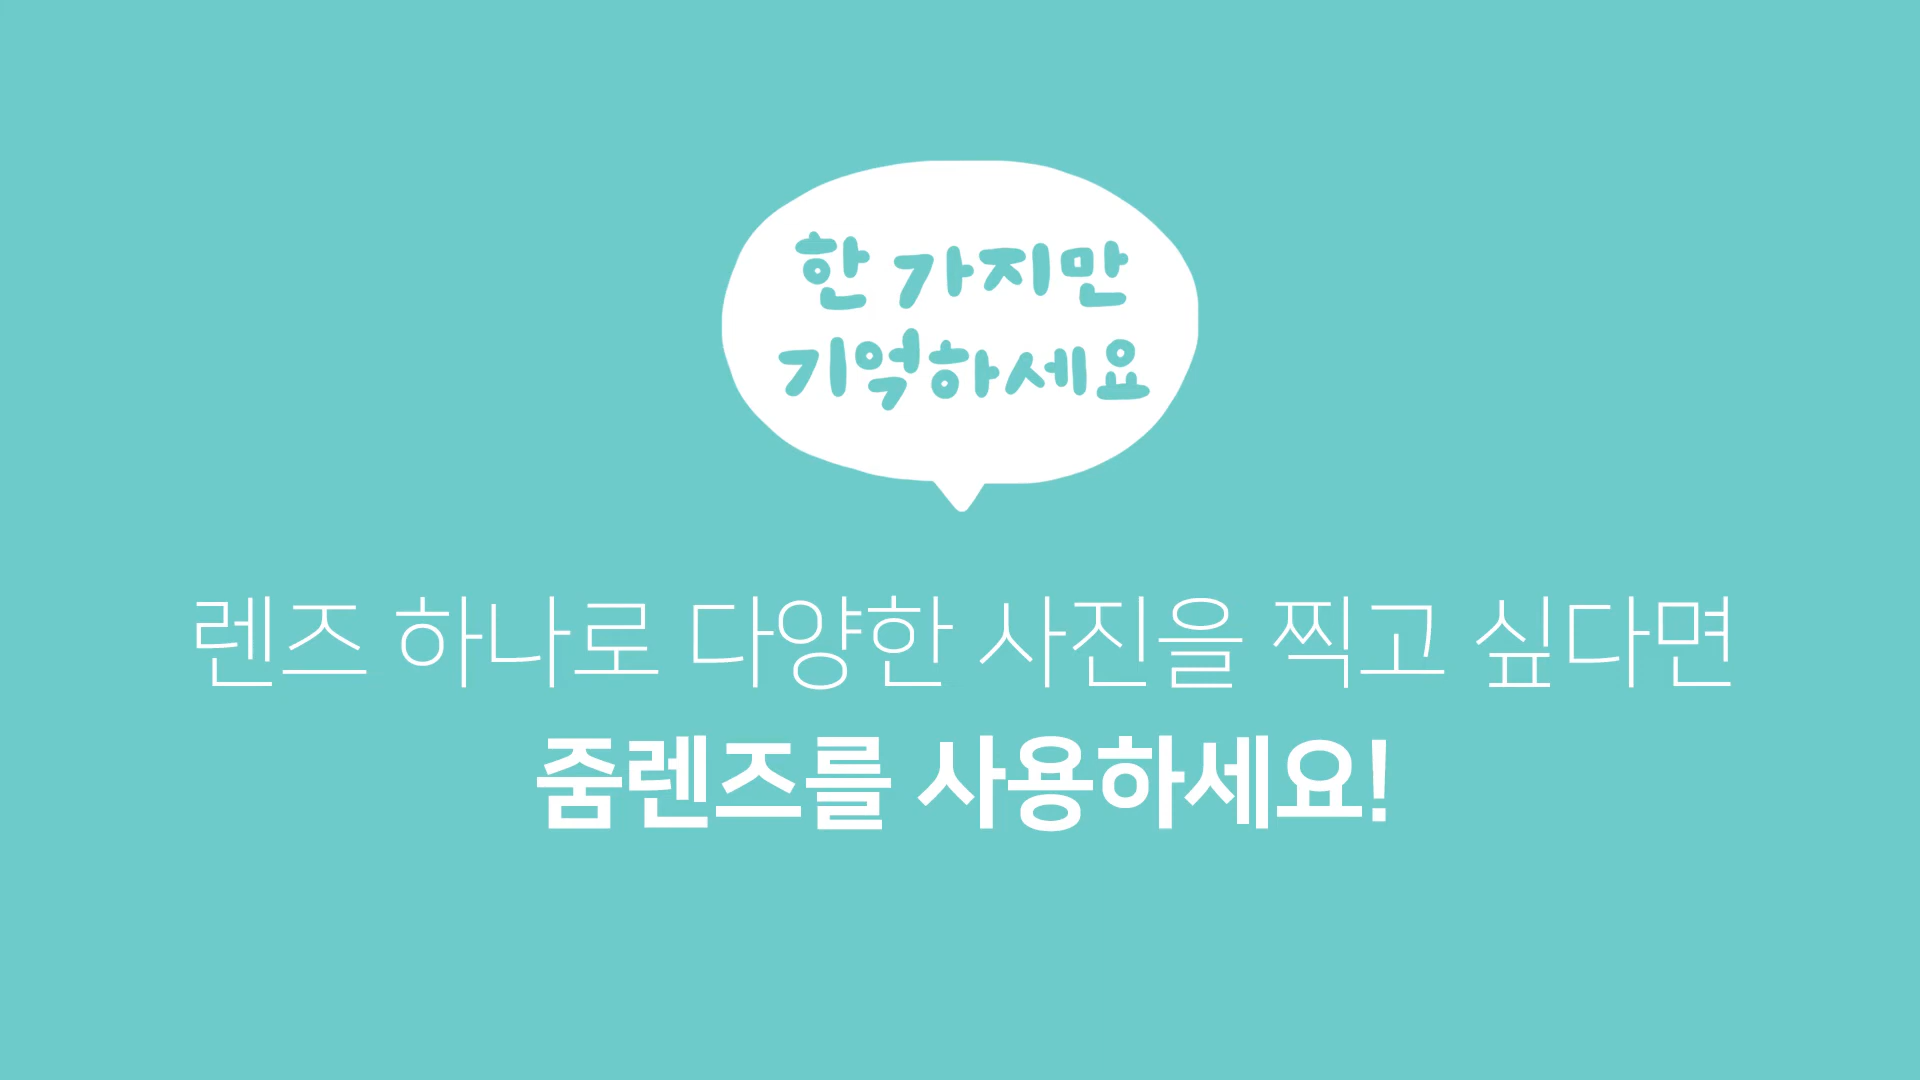 한 가지만
기억하세요
렌즈 하나로 다양한 사진을 찍고 싶다면
줌렌즈를 사용하세요!